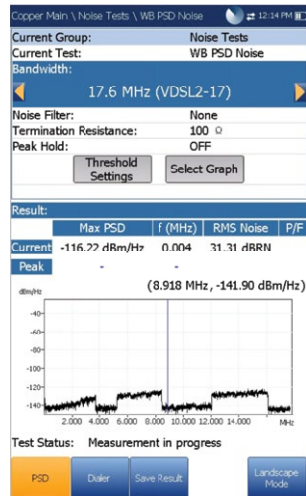 Copper Main \ Noise Tests \ WB PSD Noise 12:14 PM
Current Group: Noise Tests
Current Test: WB PSD Noise
Bandwidth:
17.6 MHz (VDSL2-17)
Noise Filter: None
Termination Resistance: 100 Ω
Peak Hold: OFF
Threshold Settings
Select Graph
Result:
Max PSD f (MHz) RMS Noise P/F
Current -116.22 dBm/Hz 0.004 31.31 dBRN
Peak - -
(8.918 MHz, -141.90 dBm/Hz)
dBm/Hz
-40
-60
-80
-100
-120
-140
2.000 4.000 6.000 8.000 10.000 12.000 14.000 MHz
Test Status: Measurement in progress
PSD Dialer Save Result Landscape Mode